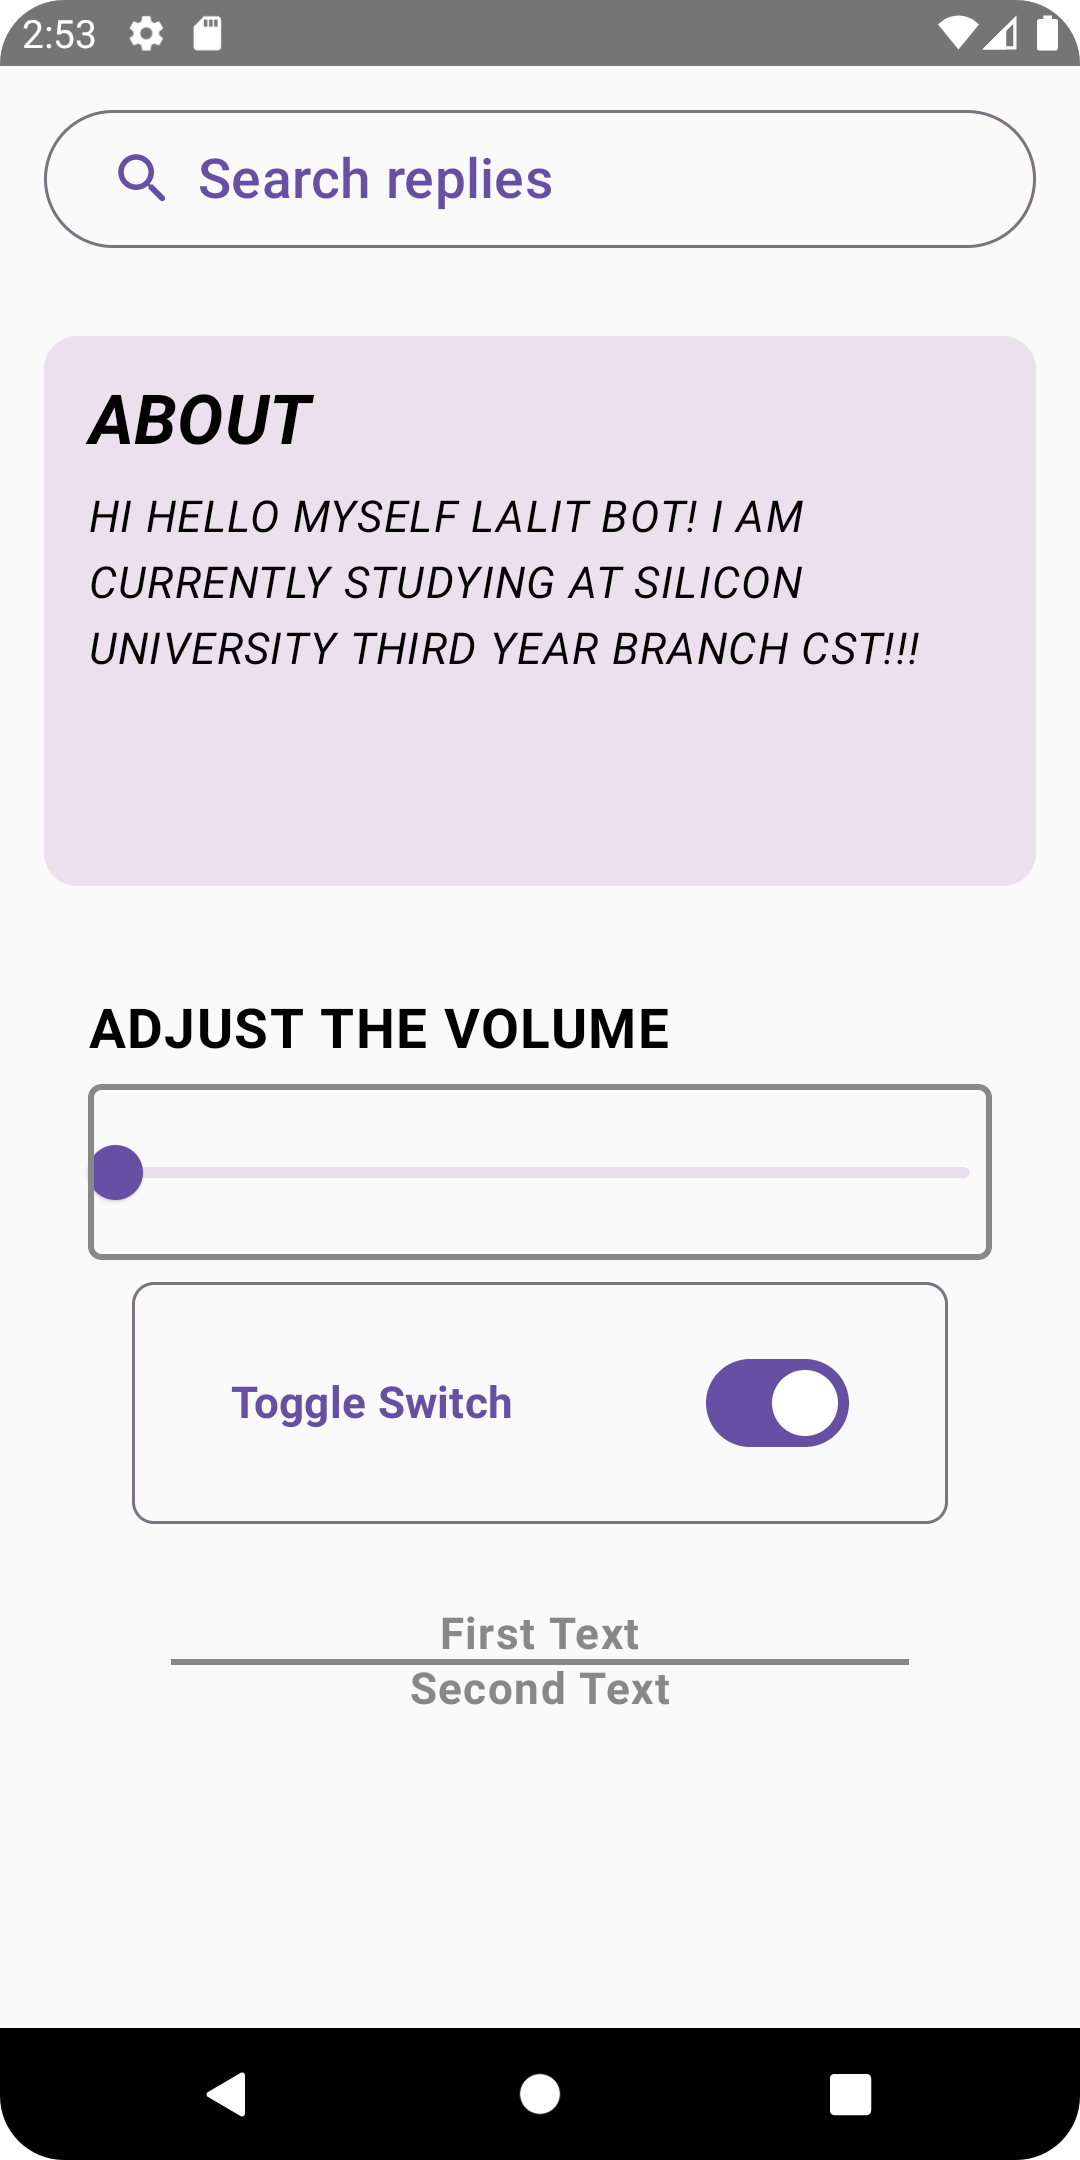 2:53
Search replies
ABOUT
HI HELLO MYSELF LALIT BOT! I AM
CURRENTLY STUDYING AT SILICON
UNIVERSITY THIRD YEAR BRANCH CST!!!
ADJUST THE VOLUME
Toggle Switch
First Text
Second Text